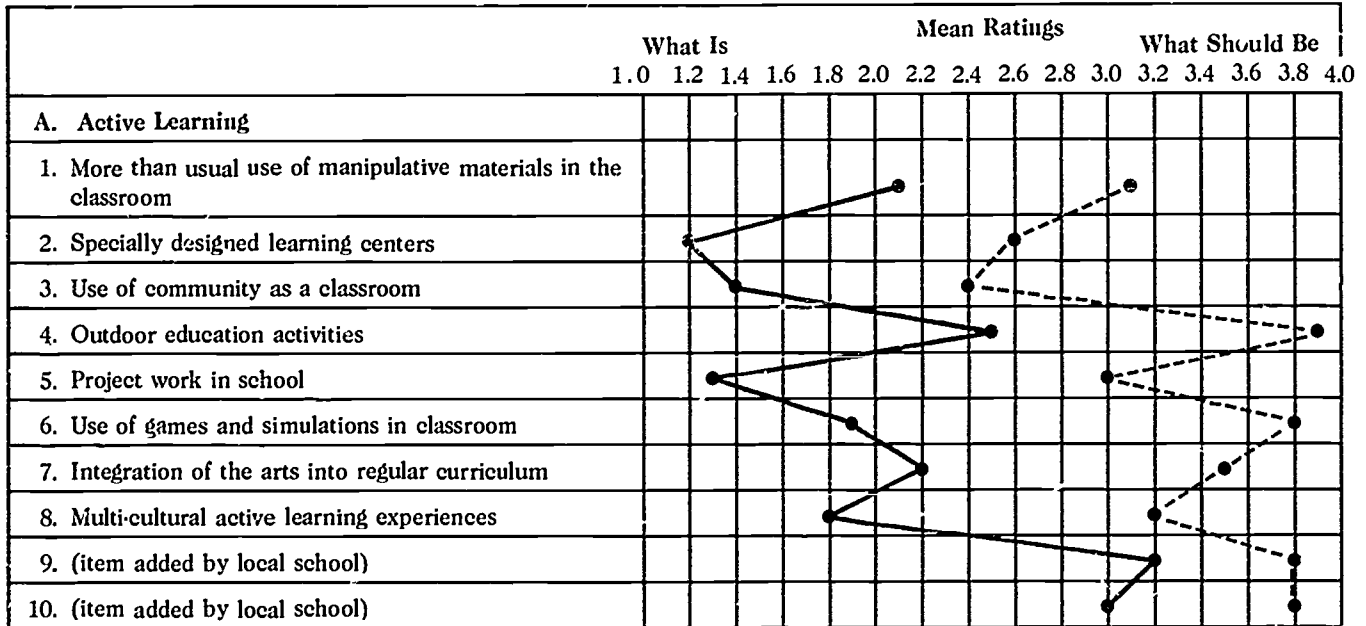 Mean Ratings
What Is What Should Be
1.0 1.2 1.4 1.6 1.8 2.0 2.2 2.4 2.6 2.8 3.0 3.2 3.4 3.6 3.8 4.0
A. Active Learning
1. More than usual use of manipulative materials in the
classroom
2. Specially designed learning centers
3. Use of community as a classroom
4. Outdoor education activities
5. Project work in school
6. Use of games and simulations in classroom
7. Integration of the arts into regular curriculum
8. Multi-cultural active learning experiences
9. (item added by local school)
10. (item added by local school)